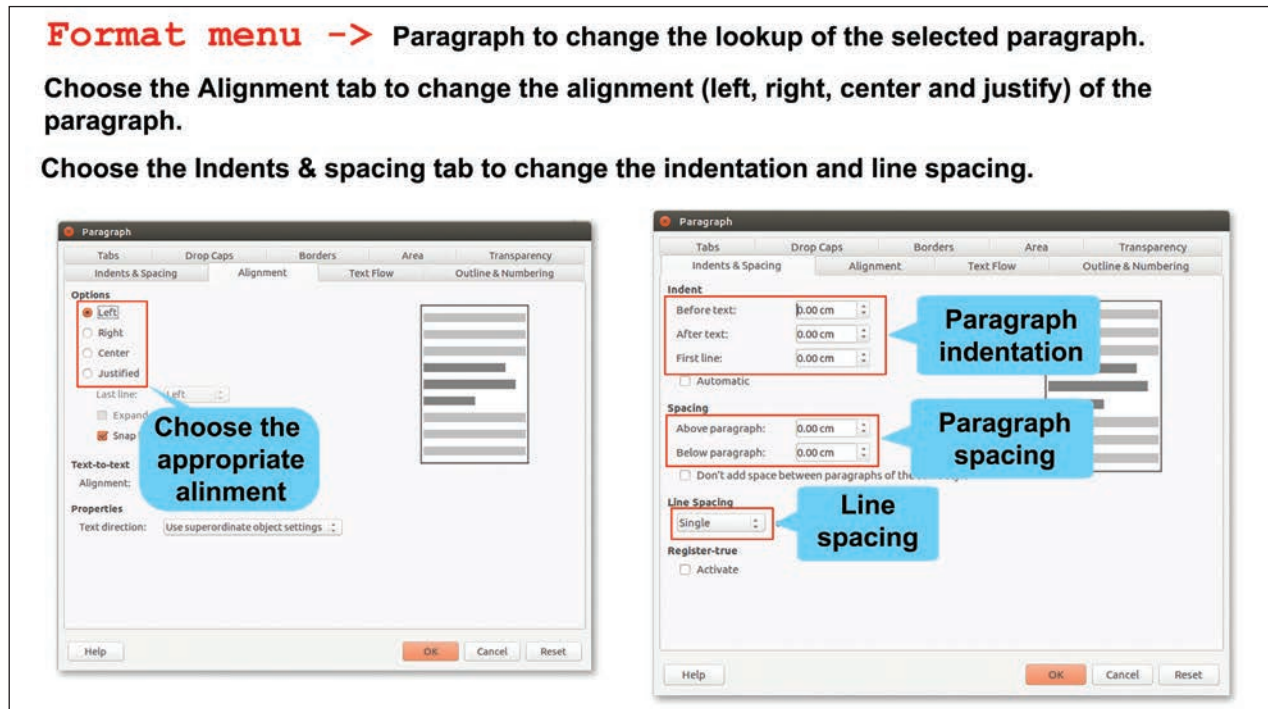 Format menu -> Paragraph to change the lookup of the selected paragraph.
Choose the Alignment tab to change the alignment (left, right, center and justify) of the
paragraph.
Choose the Indents & spacing tab to change the indentation and line spacing.
Paragraph
Tabs Drop Caps Borders Area Transparency
Indents & Spacing Alignment Text Flow Outline & Numbering
Options
Left
Right
Center
Justified
Last line: Left
Expand
Snap
Choose the
appropriate
alinment
Text-to-text
Alignment:
Properties
Text direction: Use superordinate object settings
Help OK Cancel Reset
Paragraph
Tabs Drop Caps Borders Area Transparency
Indents & Spacing Alignment Text Flow Outline & Numbering
Indent
Before text: 0.00 cm
After text: 0.00 cm
First line: 0.00 cm
Automatic
Paragraph
indentation
Spacing
Above paragraph: 0.00 cm
Below paragraph: 0.00 cm
Don't add space between paragraphs of the
Paragraph
spacing
Line Spacing
Single
Line
spacing
Register-true
Activate
Help OK Cancel Reset